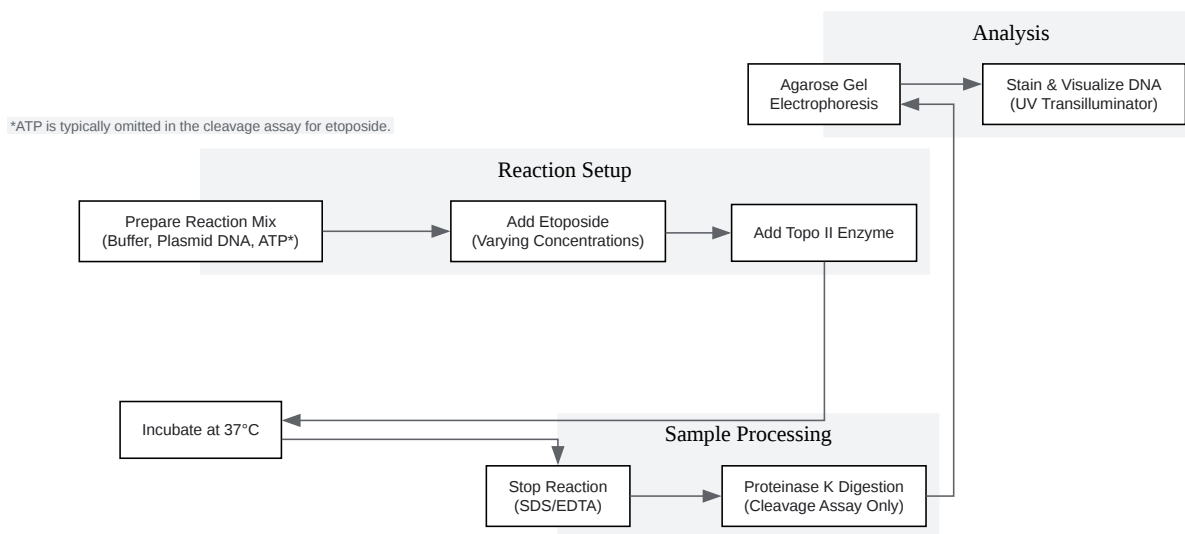 Analysis
Agarose Gel
Electrophoresis
Stain & Visualize DNA
(UV Transilluminator)
*ATP is typically omitted in the cleavage assay for etoposide.
Reaction Setup
Prepare Reaction Mix
(Buffer, Plasmid DNA, ATP*)
Add Etoposide
(Varying Concentrations)
Add Topo II Enzyme
Incubate at 37°C
Sample Processing
Stop Reaction
(SDS/EDTA)
Proteinase K Digestion
(Cleavage Assay Only)